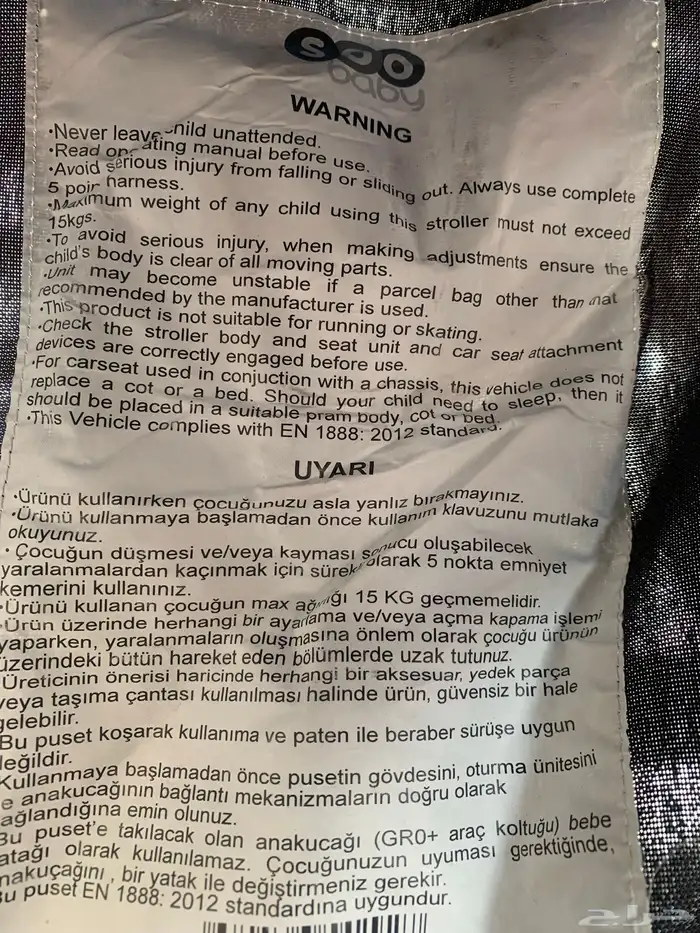 soo
baby
WARNING
•Never leave child unattended.
•Read operating manual before use.
•Avoid serious injury from falling or sliding out. Always use complete
5 point harness.
•Maximum weight of any child using this stroller must not exceed
15kgs.
•To avoid serious injury, when making adjustments ensure the
child's body is clear of all moving parts.
•Unit may become unstable if a parcel bag other than that
recommended by the manufacturer is used.
•This product is not suitable for running or skating.
•Check the stroller body and seat unit and car seat attachment
devices are correctly engaged before use.
•For carseat used in conjuction with a chassis, this vehicle does not
replace a cot or a bed. Should your child need to sleep, then it
should be placed in a suitable pram body, cot or bed.
•This Vehicle complies with EN 1888: 2012 standard.
UYARI
•Ürünü kullanırken çocuğunuzu asla yanlız bırakmayınız.
•Ürünü kullanmaya başlamadan önce kullanım klavuzunu mutlaka
okuyunuz.
• Çocuğun düşmesi ve/veya kayması sonucu oluşabilecek
yaralanmalardan kaçınmak için sürekli olarak 5 nokta emniyet
kemerini kullanınız.
•Ürünü kullanan çocuğun max ağırlığı 15 KG geçmemelidir.
•Ürün üzerinde herhangi bir ayarlama ve/veya açma kapama işlemi
yaparken, yaralanmaların oluşmasına önlem olarak çocuğu ürünün
üzerindeki bütün hareket eden bölümlerde uzak tutunuz.
Üreticinin önerisi haricinde herhangi bir aksesuar, yedek parça
veya taşıma çantası kullanılması halinde ürün, güvensiz bir hale
gelebilir.
Bu puset koşarak kullanıma ve paten ile beraber sürüşe uygun
değildir.
Kullanmaya başlamadan önce pusetin gövdesini, oturma ünitesini
e anakucağının bağlantı mekanizmaların doğru olarak
ağlandığına emin olunuz.
Bu puset'e takılacak olan anakucağı (GR0+ araç koltuğu) bebe
atağı olarak kullanılamaz. Çocuğunuzun uyuması gerektiğinde,
nakuçağını, bir yatak ile değiştirmeniz gerekir.
Bu puset EN 1888: 2012 standardına uygundur.
حراج